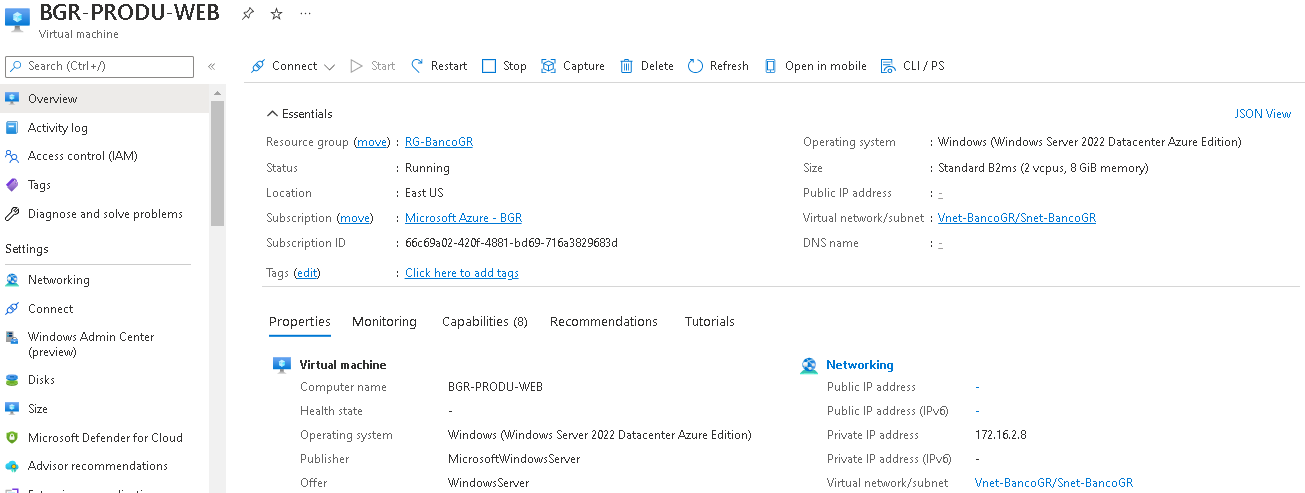 BGR-PRODU-WEB
Virtual machine
Search (Ctrl+/)
«
Connect
Start
Restart
Stop
Capture
Delete
Refresh
Open in mobile
CLI / PS
Overview
Activity log
Access control (IAM)
Tags
Diagnose and solve problems
Settings
Networking
Connect
Windows Admin Center
(preview)
Disks
Size
Microsoft Defender for Cloud
Advisor recommendations
Essentials
JSON View
Resource group (move) : RG-BancoGR
Status : Running
Location : East US
Subscription (move) : Microsoft Azure - BGR
Subscription ID : 66c69a02-420f-4881-bd69-716a3829683d
Tags (edit) : Click here to add tags
Operating system : Windows (Windows Server 2022 Datacenter Azure Edition)
Size : Standard B2ms (2 vcpus, 8 GiB memory)
Public IP address : -
Virtual network/subnet : Vnet-BancoGR/Snet-BancoGR
DNS name : -
Properties
Monitoring
Capabilities (8)
Recommendations
Tutorials
Virtual machine
Computer name BGR-PRODU-WEB
Health state -
Operating system Windows (Windows Server 2022 Datacenter Azure Edition)
Publisher MicrosoftWindowsServer
Offer WindowsServer
Networking
Public IP address -
Public IP address (IPv6) -
Private IP address 172.16.2.8
Private IP address (IPv6) -
Virtual network/subnet Vnet-BancoGR/Snet-BancoGR